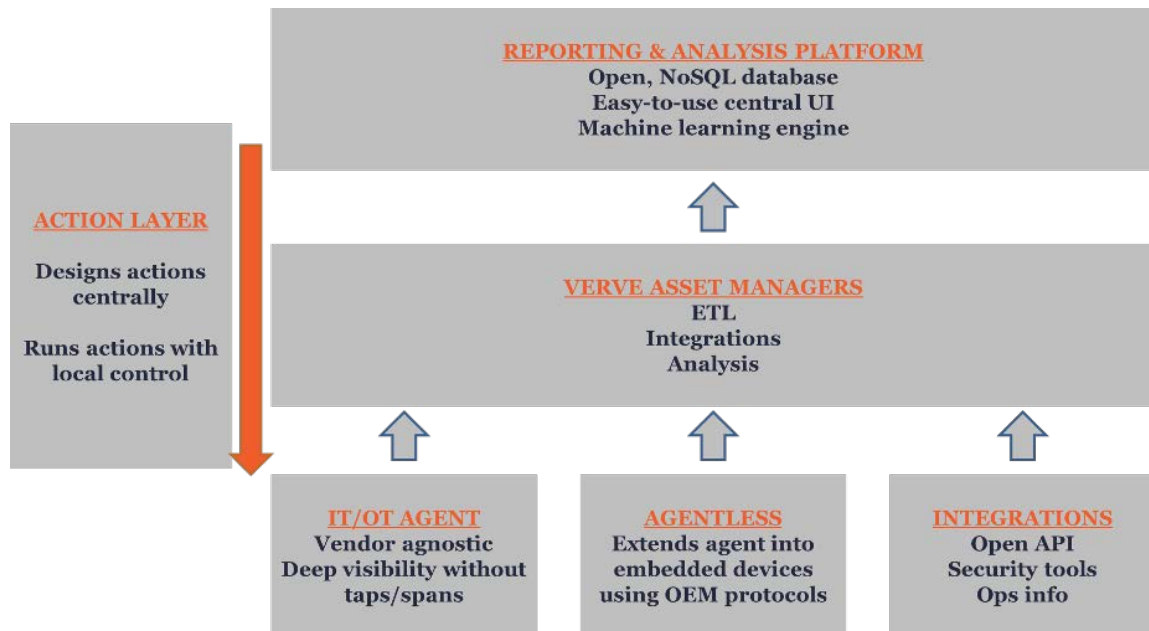 REPORTING & ANALYSIS PLATFORM
Open, NoSQL database
Easy-to-use central UI
Machine learning engine
ACTION LAYER
Designs actions
centrally
Runs actions with
local control
VERVE ASSET MANAGERS
ETL
Integrations
Analysis
IT/OT AGENT
Vendor agnostic
Deep visibility without
taps/spans
AGENTLESS
Extends agent into
embedded devices
using OEM protocols
INTEGRATIONS
Open API
Security tools
Ops info